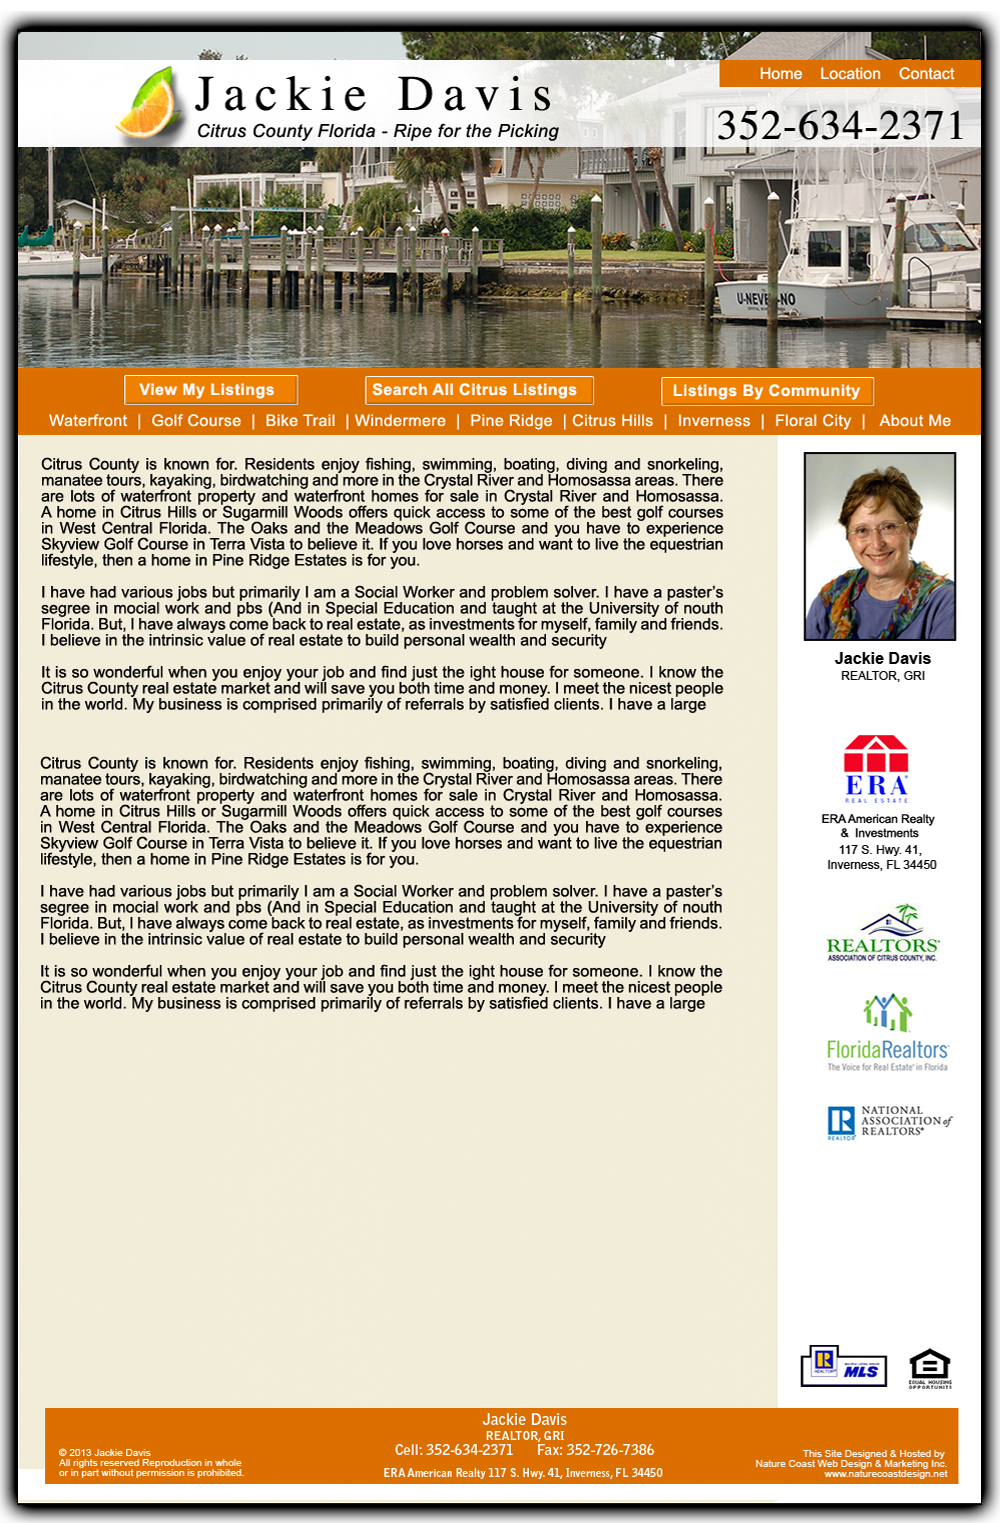 Home Location Contact
Jackie Davis
352-634-2371
Citrus County Florida - Ripe for the Picking
U-NEVER-NO
View My Listings
Search All Citrus Listings
Listings By Community
Waterfront | Golf Course | Bike Trail | Windermere | Pine Ridge | Citrus Hills | Inverness | Floral City | About Me
Citrus County is known for. Residents enjoy fishing, swimming, boating, diving and snorkeling,
manatee tours, kayaking, birdwatching and more in the Crystal River and Homosassa areas. There
are lots of waterfront property and waterfront homes for sale in Crystal River and Homosassa.
A home in Citrus Hills or Sugarmill Woods offers quick access to some of the best golf courses
in West Central Florida. The Oaks and the Meadows Golf Course and you have to experience
Skyview Golf Course in Terra Vista to believe it. If you love horses and want to live the equestrian
lifestyle, then a home in Pine Ridge Estates is for you.
I have had various jobs but primarily I am a Social Worker and problem solver. I have a paster's
segree in mocial work and pbs (And in Special Education and taught at the University of nouth
Florida. But, I have always come back to real estate, as investments for myself, family and friends.
I believe in the intrinsic value of real estate to build personal wealth and security
It is so wonderful when you enjoy your job and find just the ight house for someone. I know the
Citrus County real estate market and will save you both time and money. I meet the nicest people
in the world. My business is comprised primarily of referrals by satisfied clients. I have a large
Citrus County is known for. Residents enjoy fishing, swimming, boating, diving and snorkeling,
manatee tours, kayaking, birdwatching and more in the Crystal River and Homosassa areas. There
are lots of waterfront property and waterfront homes for sale in Crystal River and Homosassa.
A home in Citrus Hills or Sugarmill Woods offers quick access to some of the best golf courses
in West Central Florida. The Oaks and the Meadows Golf Course and you have to experience
Skyview Golf Course in Terra Vista to believe it. If you love horses and want to live the equestrian
lifestyle, then a home in Pine Ridge Estates is for you.
I have had various jobs but primarily I am a Social Worker and problem solver. I have a paster's
segree in mocial work and pbs (And in Special Education and taught at the University of nouth
Florida. But, I have always come back to real estate, as investments for myself, family and friends.
I believe in the intrinsic value of real estate to build personal wealth and security
It is so wonderful when you enjoy your job and find just the ight house for someone. I know the
Citrus County real estate market and will save you both time and money. I meet the nicest people
in the world. My business is comprised primarily of referrals by satisfied clients. I have a large
Jackie Davis
REALTOR, GRI
ERA
REAL ESTATE
ERA American Realty
& Investments
117 S. Hwy. 41,
Inverness, FL 34450
REALTORS®
ASSOCIATION OF CITRUS COUNTY, INC.
FloridaRealtors®
The Voice for Real Estate® in Florida
NATIONAL
ASSOCIATION of
REALTORS®
REALTOR®
R
REALTOR®
MLS
EQUAL HOUSING
OPPORTUNITY
Jackie Davis
REALTOR, GRI
Cell: 352-634-2371 Fax: 352-726-7386
ERA American Realty 117 S. Hwy. 41, Inverness, FL 34450
© 2013 Jackie Davis
All rights reserved Reproduction in whole
or in part without permission is prohibited.
This Site Designed & Hosted by
Nature Coast Web Design & Marketing Inc.
www.naturecoastdesign.net